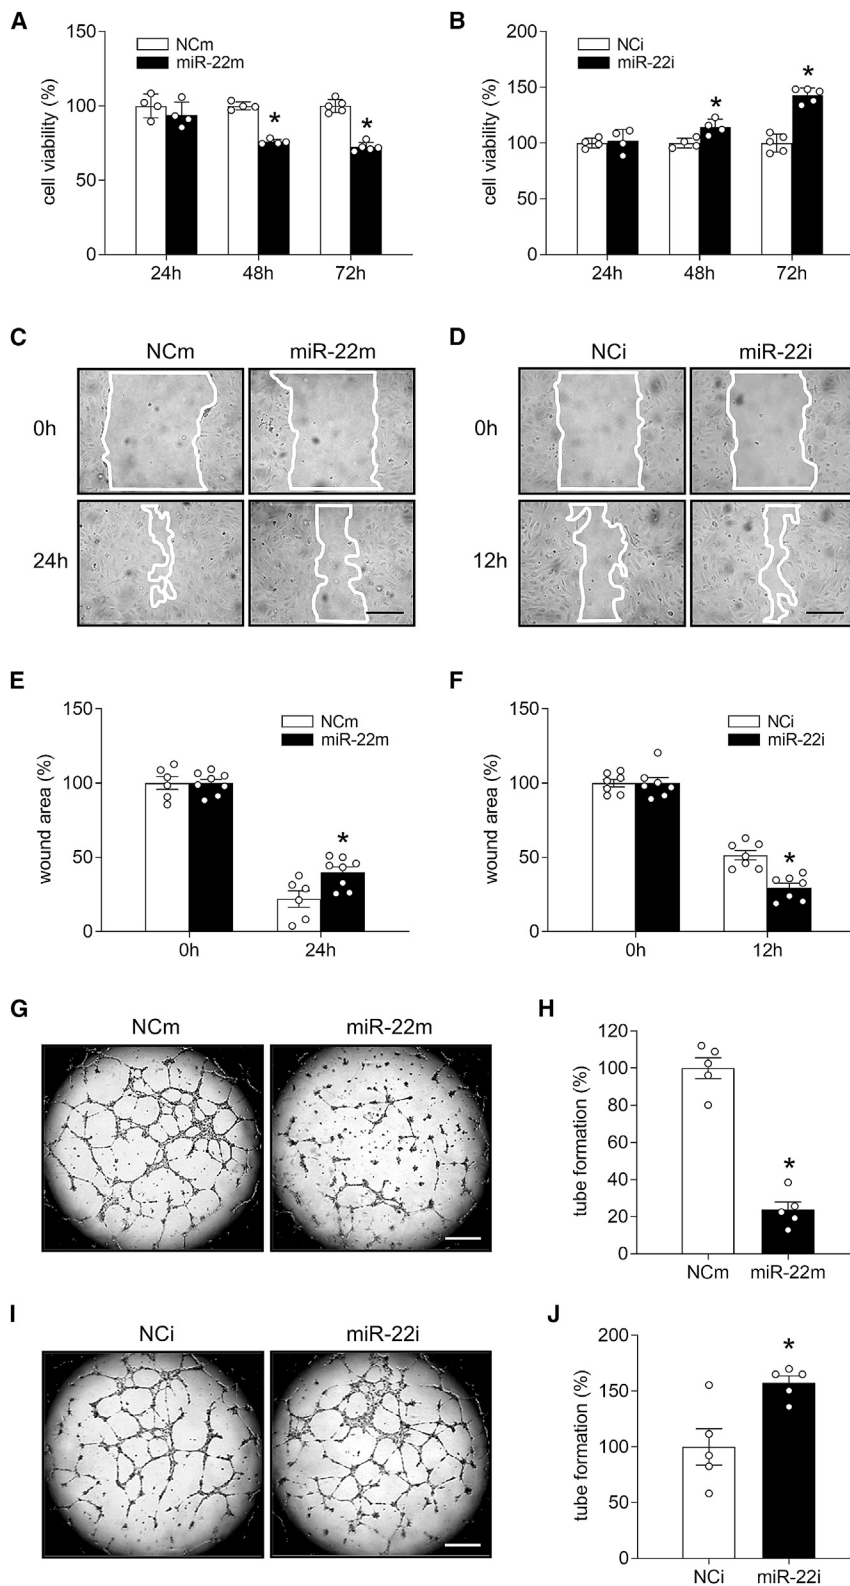 A
cell viability (%)
150
100
50
0
NCm
miR-22m
*
*
24h
48h
72h
B
cell viability (%)
200
150
100
50
0
NCi
miR-22i
*
*
24h
48h
72h
C
NCm
miR-22m
0h
24h
D
NCi
miR-22i
0h
12h
E
wound area (%)
150
100
50
0
NCm
miR-22m
*
0h
24h
F
wound area (%)
150
100
50
0
NCi
miR-22i
*
0h
12h
G
NCm
miR-22m
H
tube formation (%)
120
100
80
60
40
20
0
*
NCm
miR-22m
I
NCi
miR-22i
J
tube formation (%)
200
150
100
50
0
*
NCi
miR-22i